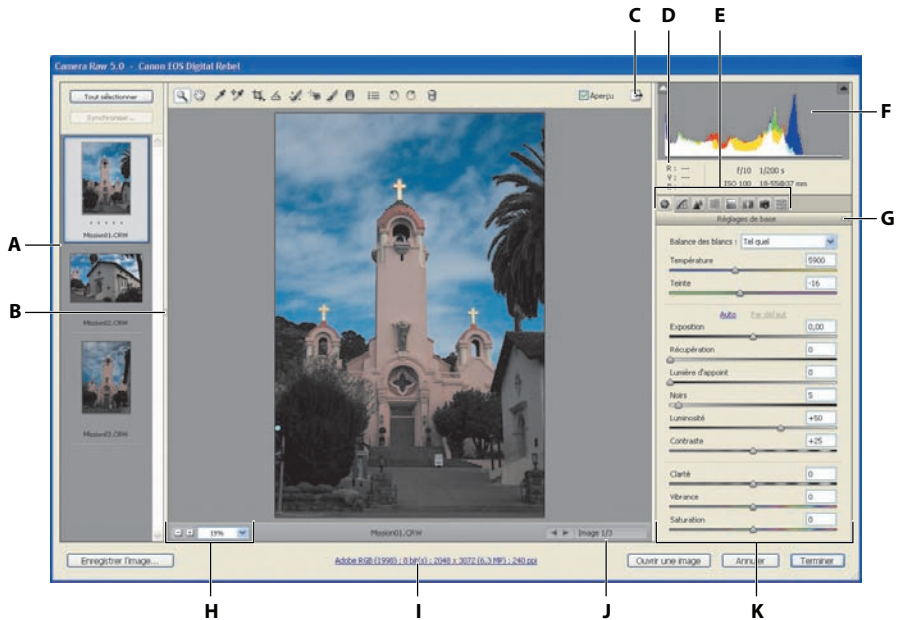 C D E
Camera Raw 5.0 - Canon IOS Digital Rebel
Tout sélectionner
Synchroniser...
Aperçu
F
R : ---
V : ---
f/10 1/200 s
ISO 100 18-55@37 mm
Mission01.CRW
A
Réglages de base
G
Balance des blancs : Tel quel
Température 5900
Teinte -16
B
Mission02.CRW
Auto Par défaut
Exposition 0,00
Récupération 0
Lumière d'appoint 0
Noirs 5
Luminosité +50
Contraste +25
Mission03.CRW
Clarté 0
Vibrance 0
Saturation 0
19% Mission01.CRW Image 1/3
Enregistrer l'image... Adobe RGB (1998) ; 8 bit(s) ; 2048 x 3072 (6,3 MP) ; 240 ppi Ouvrir une image Annuler Terminer
H I J K